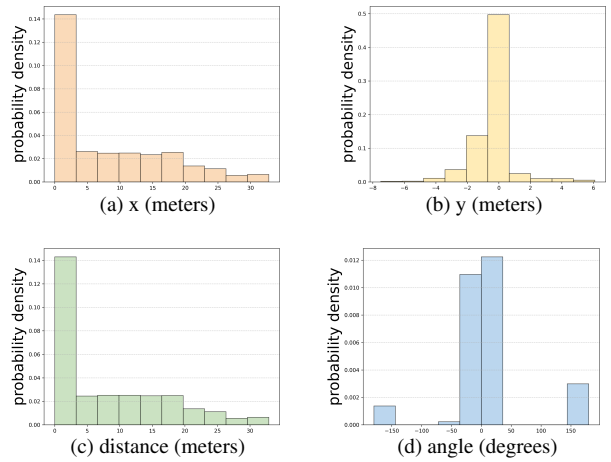 probability density
0.14
0.12
0.10
0.08
0.06
0.04
0.02
0.00
0 5 10 15 20 25 30
(a) x (meters)
probability density
0.5
0.4
0.3
0.2
0.1
0.0
−8 −6 −4 −2 0 2 4 6
(b) y (meters)
probability density
0.14
0.12
0.10
0.08
0.06
0.04
0.02
0.00
0 5 10 15 20 25 30
(c) distance (meters)
probability density
0.012
0.010
0.008
0.006
0.004
0.002
0.000
−150 −100 −50 0 50 100 150
(d) angle (degrees)